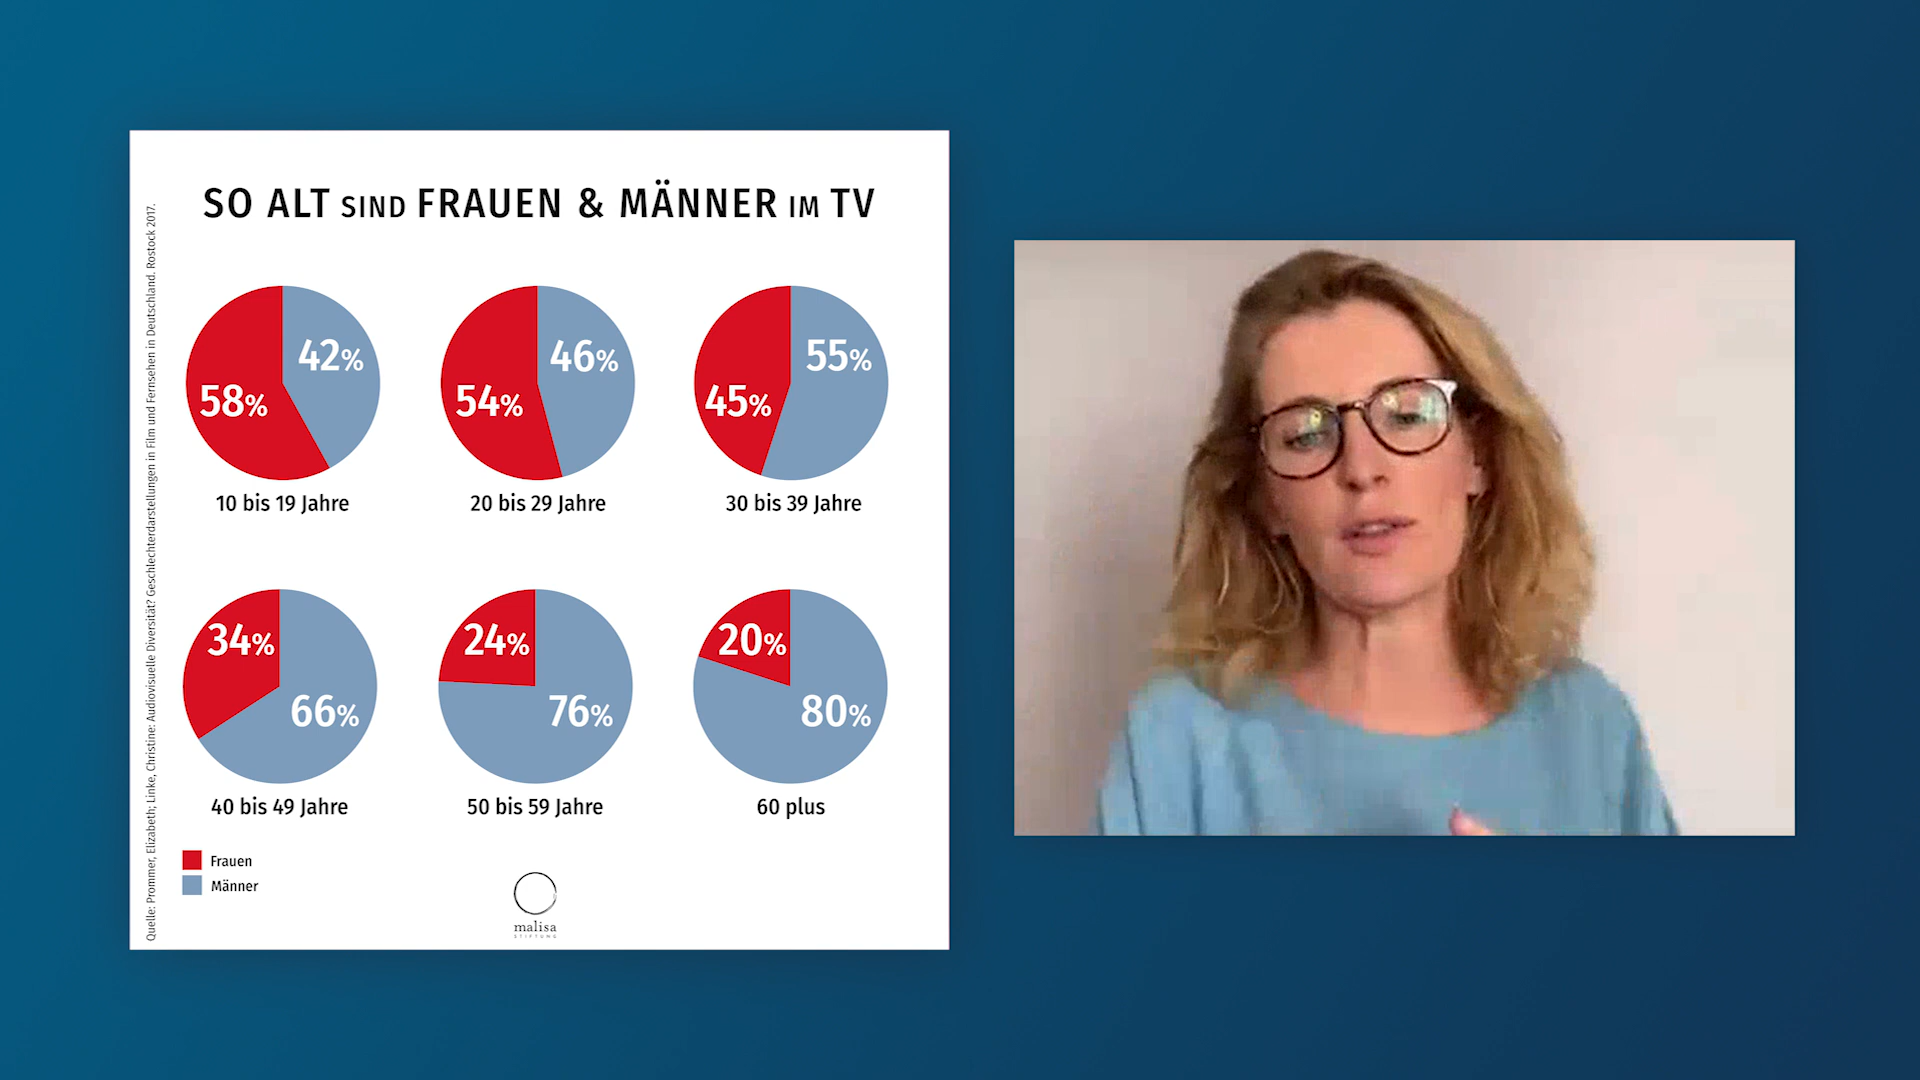 SO ALT SIND FRAUEN & MÄNNER IM TV
42%
58%
10 bis 19 Jahre
46%
54%
20 bis 29 Jahre
55%
45%
30 bis 39 Jahre
34%
66%
40 bis 49 Jahre
24%
76%
50 bis 59 Jahre
20%
80%
60 plus
Frauen
Männer
malisa
STIFTUNG
Quelle: Prommer, Elizabeth; Linke, Christine: Audiovisuelle Diversität? Geschlechterdarstellungen in Film und Fernsehen in Deutschland. Rostock 2017.